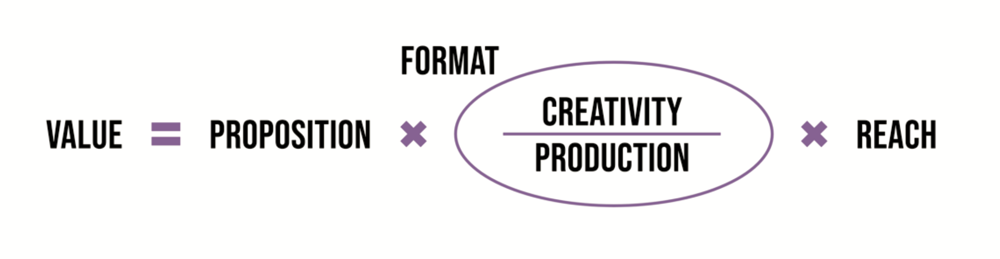 FORMAT
VALUE = PROPOSITION ✖ CREATIVITY ✖ REACH
PRODUCTION